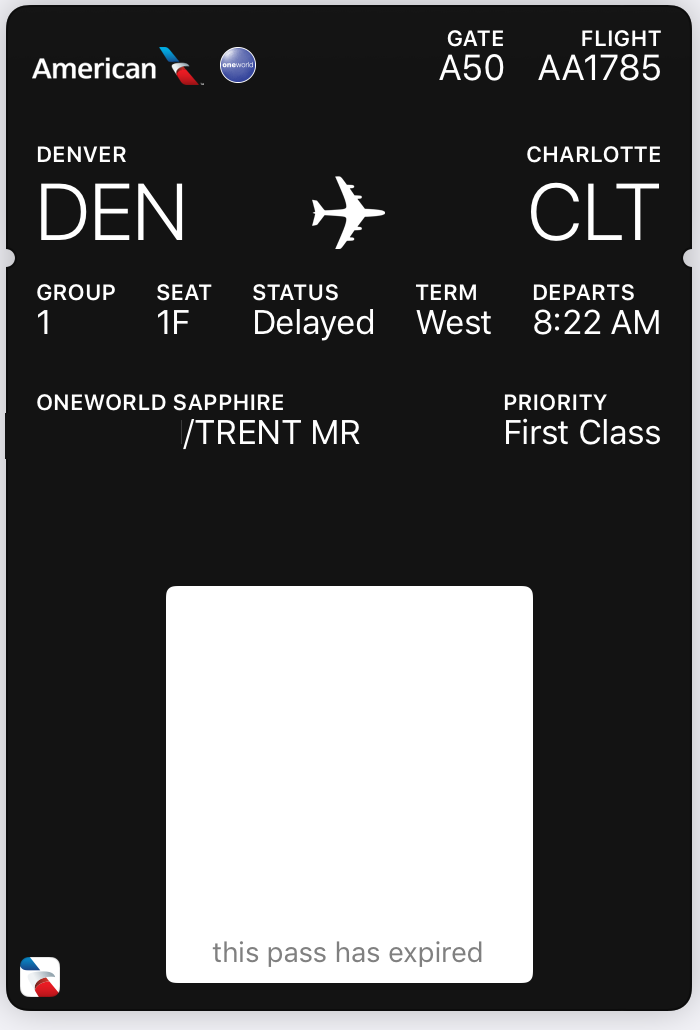 American oneworld GATE FLIGHT
A50 AA1785
DENVER CHARLOTTE
DEN CLT
GROUP SEAT STATUS TERM DEPARTS
1 1F Delayed West 8:22 AM
ONEWORLD SAPPHIRE PRIORITY
/TRENT MR First Class
this pass has expired